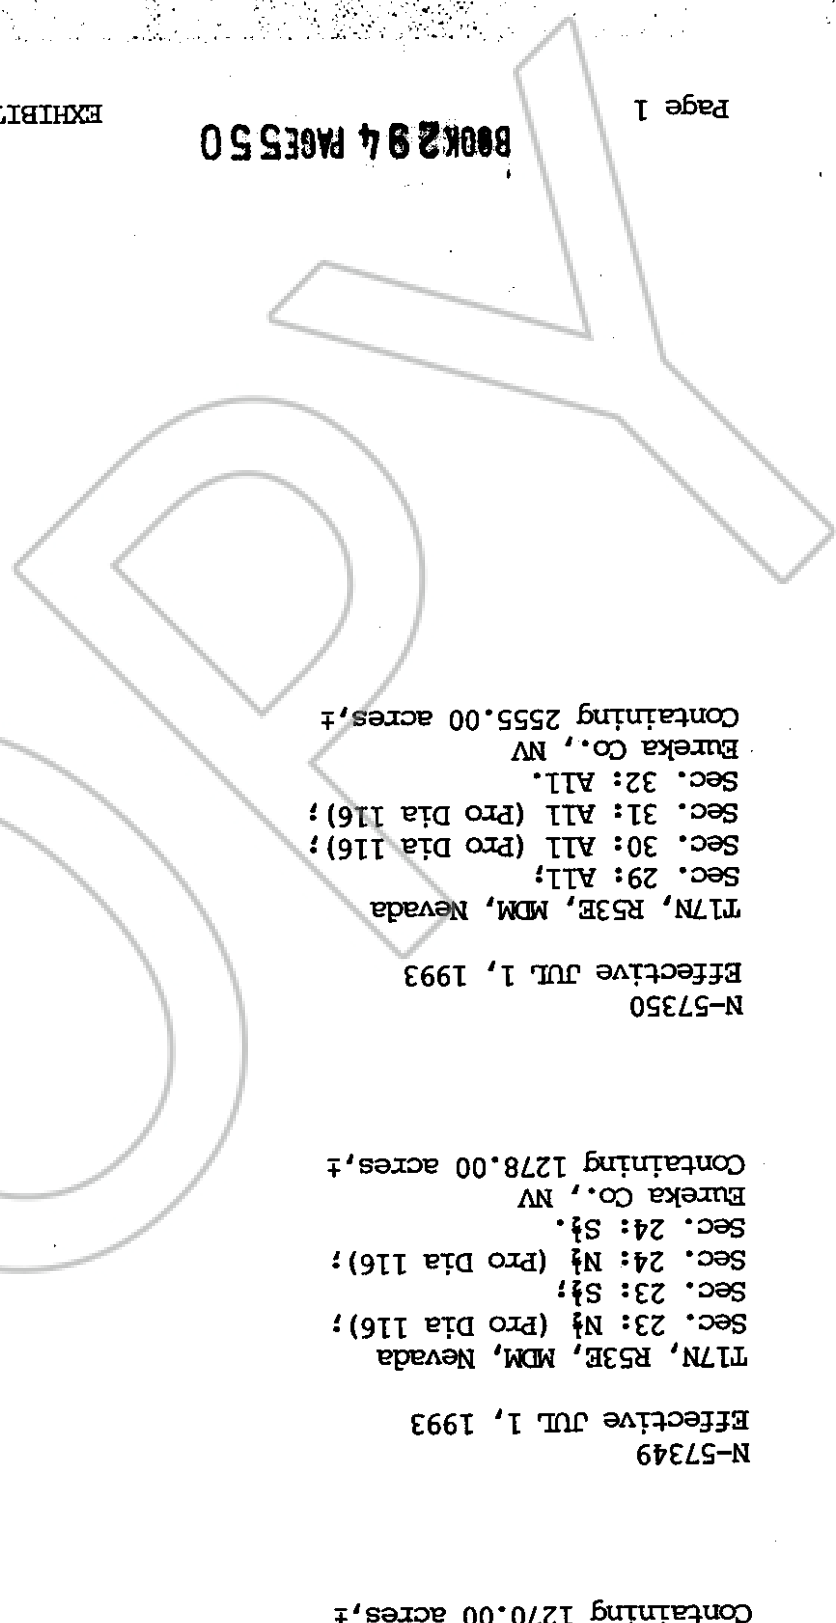 Containing 1270.00 acres,±
N-57349
Effective JUL 1, 1993
T17N, R53E, MDM, Nevada
Sec. 23: N½ (Pro Dia 116);
Sec. 23: S½;
Sec. 24: N½ (Pro Dia 116);
Sec. 24: S½.
Eureka Co., NV
Containing 1278.00 acres,±
N-57350
Effective JUL 1, 1993
T17N, R53E, MDM, Nevada
Sec. 29: All;
Sec. 30: All (Pro Dia 116);
Sec. 31: All (Pro Dia 116);
Sec. 32: All.
Eureka Co., NV
Containing 2555.00 acres,±
BOOK294 PAGE550
Page 1
EXHIBIT
OPY